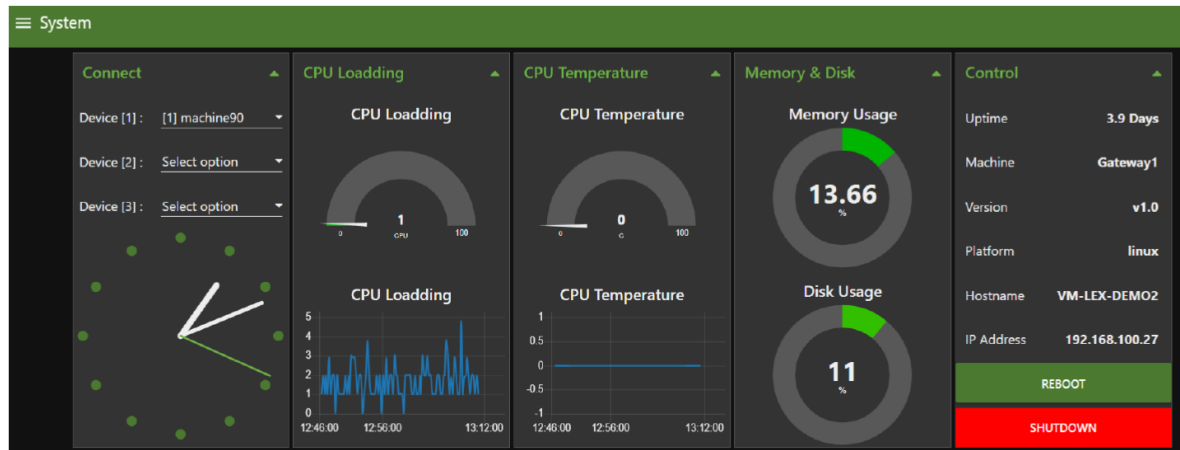 System
Connect
Device [1] : [1] machine90
Device [2] : Select option
Device [3] : Select option
CPU Loadding
CPU Loadding
1
CPU
0 100
CPU Loadding
5
4
3
2
1
0
12:46:00 12:56:00 13:12:00
CPU Temperature
CPU Temperature
0
C
0 100
CPU Temperature
1
0.5
0
-0.5
-1
12:46:00 12:56:00 13:12:00
Memory & Disk
Memory Usage
13.66
%
Disk Usage
11
%
Control
Uptime 3.9 Days
Machine Gateway1
Version v1.0
Platform linux
Hostname VM-LEX-DEMO2
IP Address 192.168.100.27
REBOOT
SHUTDOWN